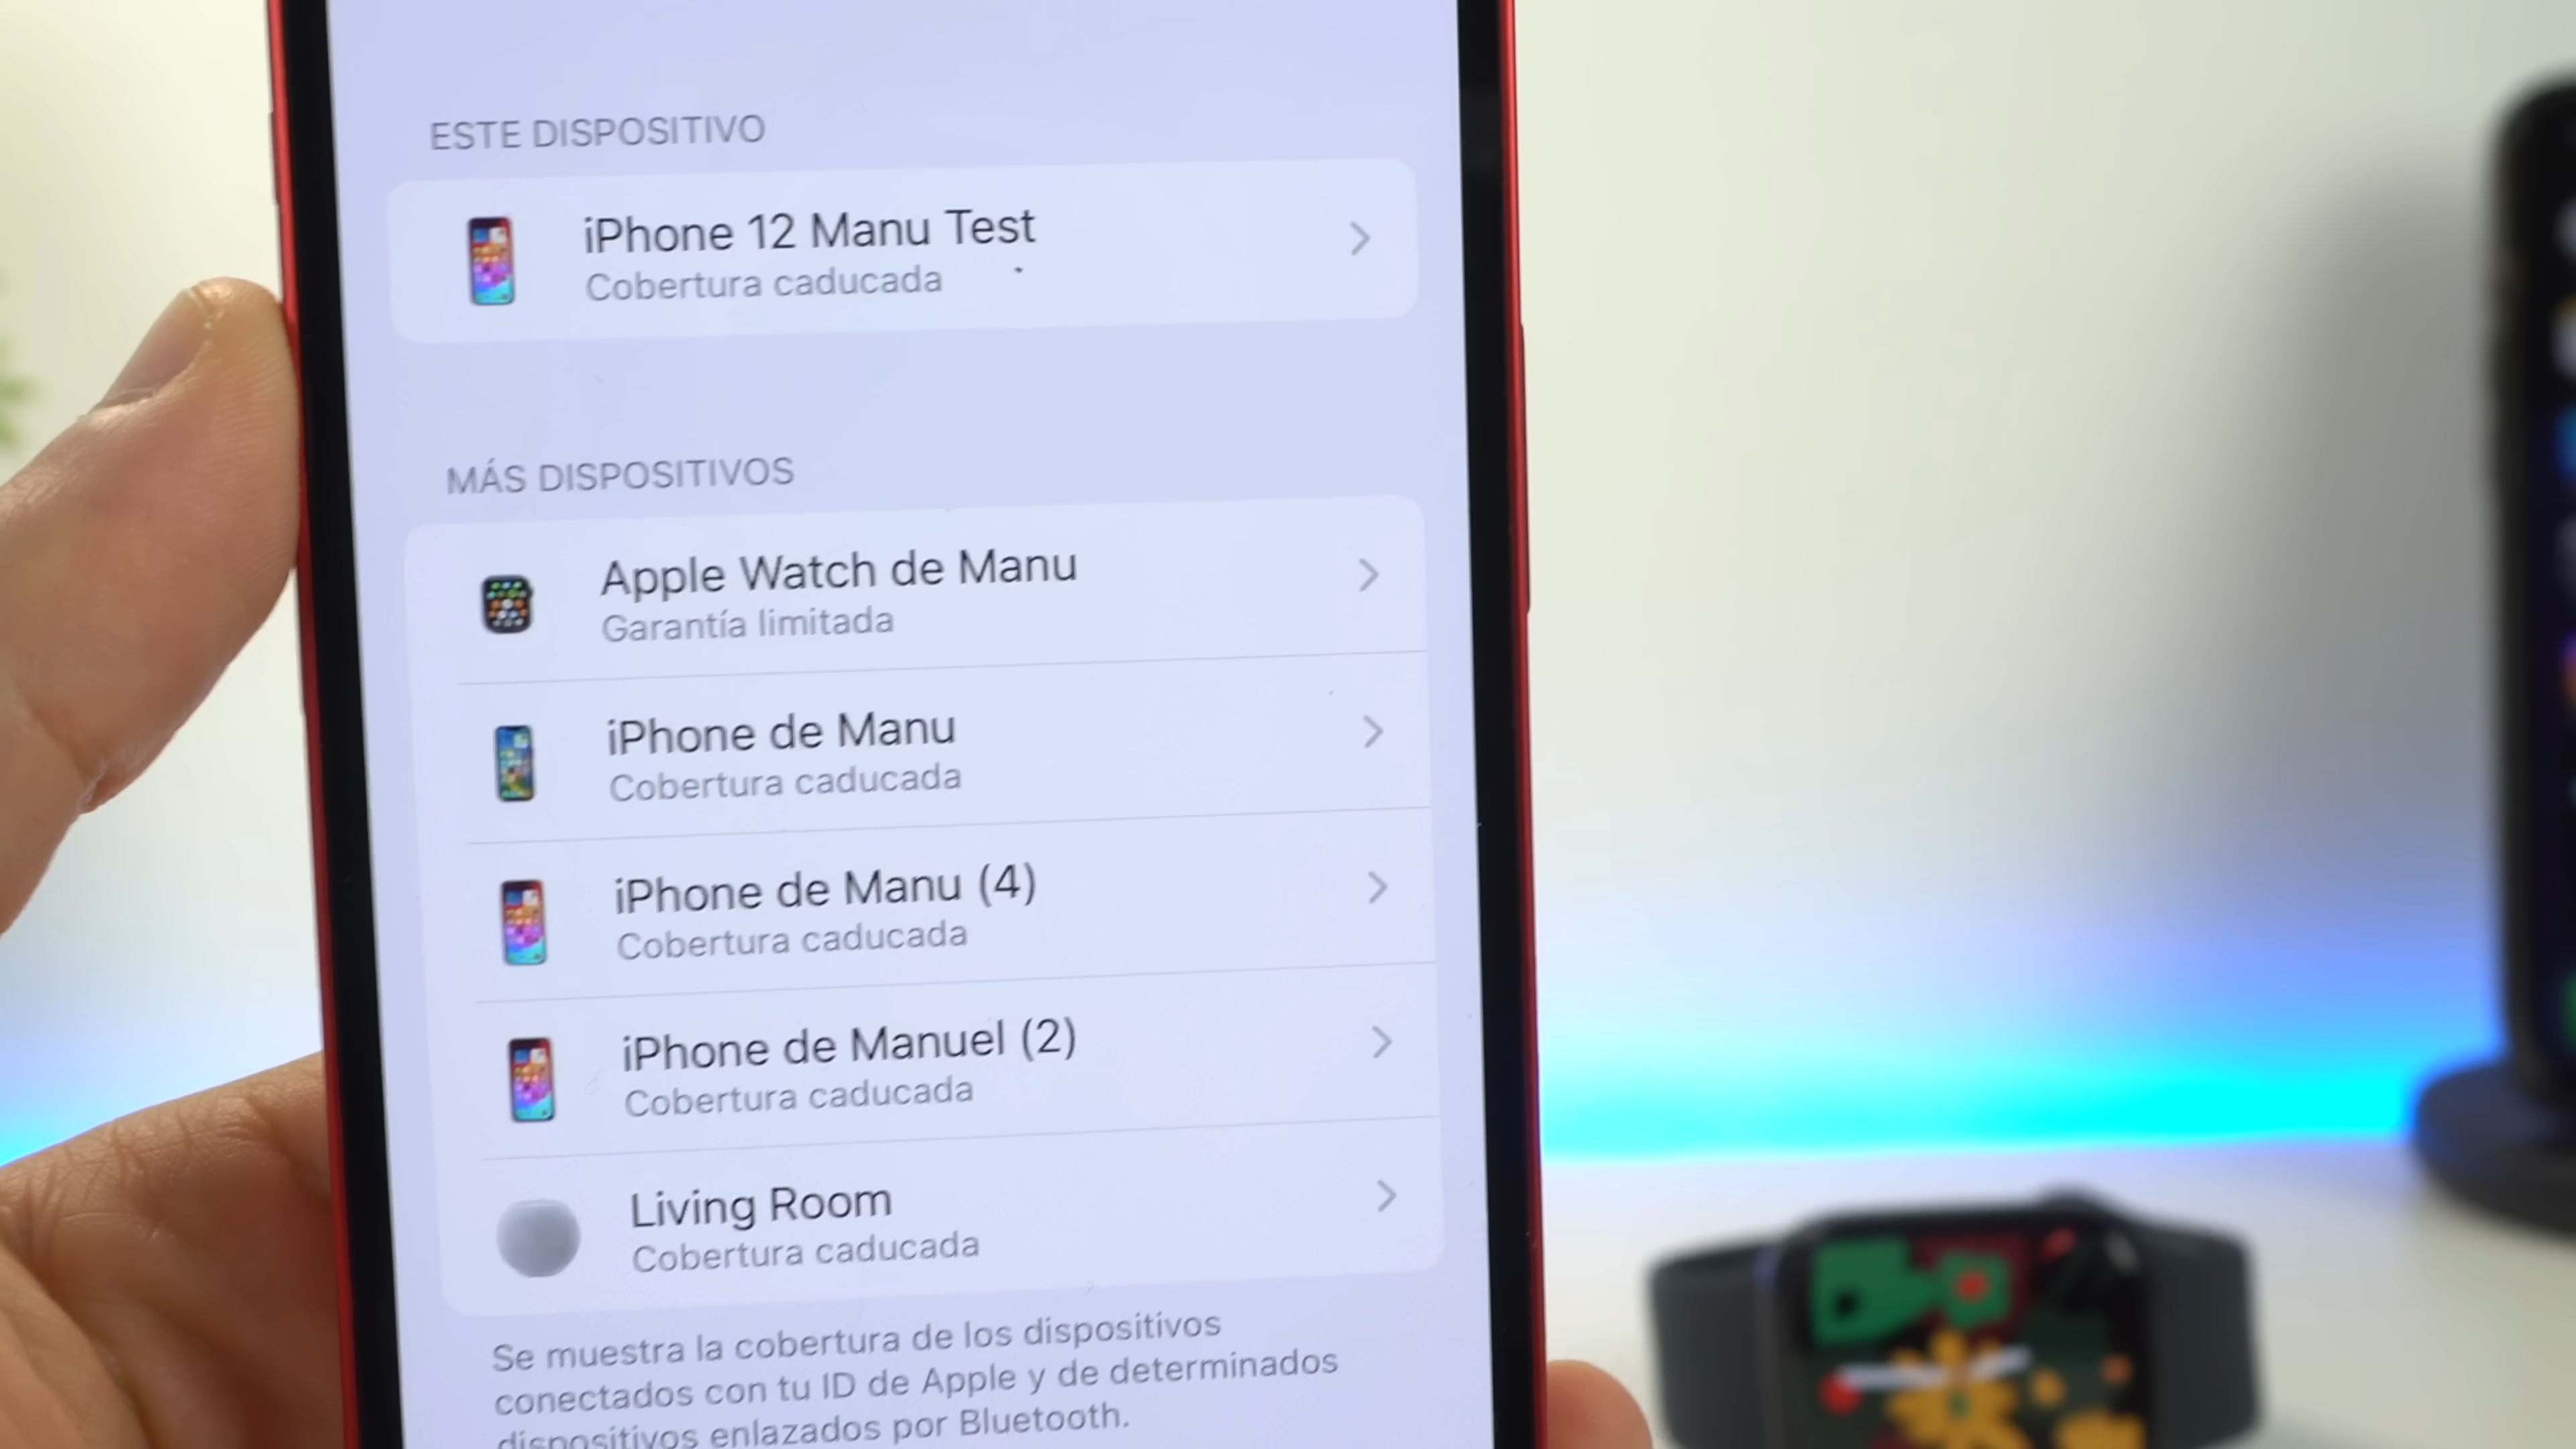 ESTE DISPOSITIVO
iPhone 12 Manu Test
Cobertura caducada
MÁS DISPOSITIVOS
Apple Watch de Manu
Garantía limitada
iPhone de Manu
Cobertura caducada
iPhone de Manu (4)
Cobertura caducada
iPhone de Manuel (2)
Cobertura caducada
Living Room
Cobertura caducada
Se muestra la cobertura de los dispositivos
conectados con tu ID de Apple y de determinados
dispositivos enlazados por Bluetooth.